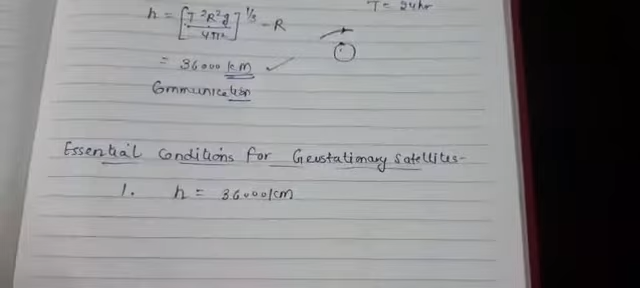 T = 24hr
h = [T²R²g / 4π²]^1/3 - R
= 36000 km
Communication
Essential Conditions for Geostationary Satellites-
1. h = 36000km